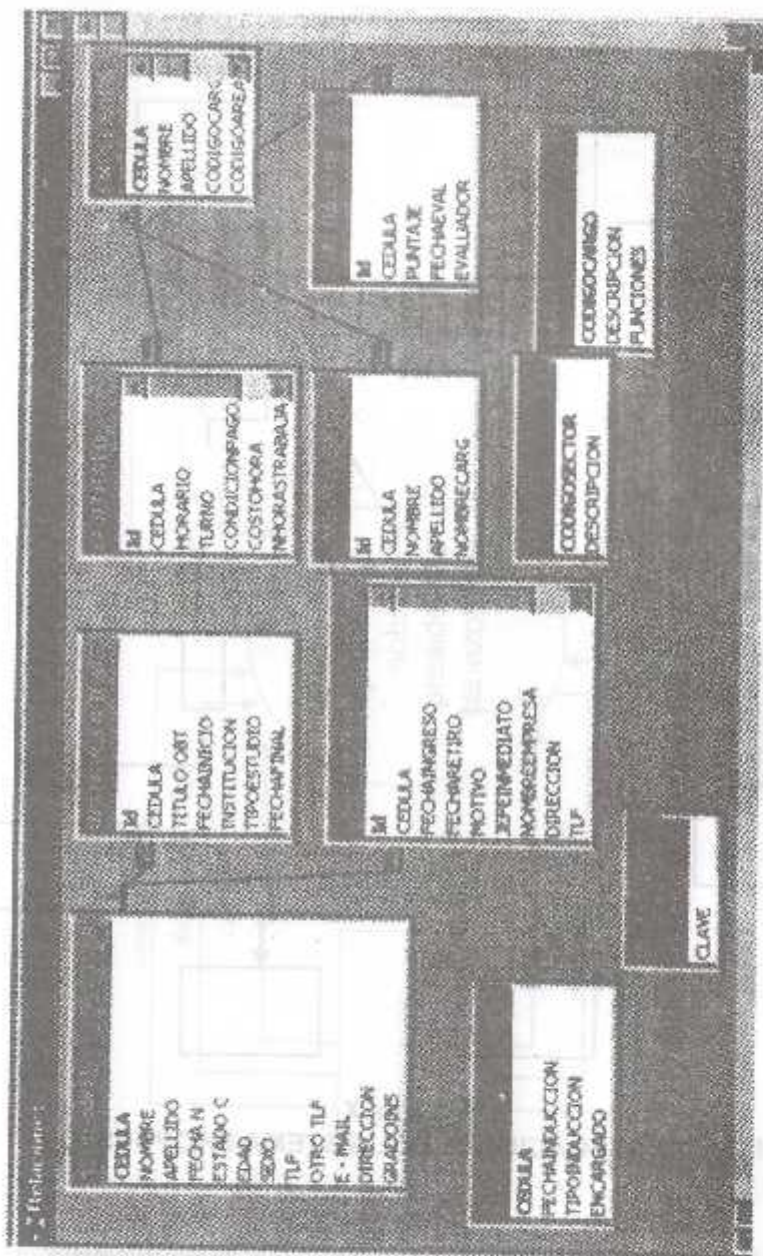 Relaciones
CEDULA
NOMBRE
APELLIDO
FECHA N
ESTADO C
EDAD
SEXO
TLF
OTRO TLF
E - MAIL
DIRECCION
GRADOINS
Id
CEDULA
TITULO OBT
FECHAINICIO
INSTITUCION
TIPOESTUDIO
FECHAFINAL
Id
CEDULA
HORARIO
TURNO
CONDICIONPAGO
COSTOHORA
NHORASTRABAJA
CEDULA
NOMBRE
APELLIDO
CODIGOCARG
CODIGOAREA
Id
CEDULA
FECHAINGRESO
FECHARETIRO
MOTIVO
JEFEINMEDIATO
NOMBREEMPRESA
DIRECCION
TLF
Id
CEDULA
NOMBRE
APELLIDO
NOMBRECARG
Id
CEDULA
PUNTAJE
FECHAEVAL
EVALUADOR
CEDULA
FECHAINDUCCION
TIPOINDUCCION
ENCARGADO
CLAVE
CODIGOSECTOR
DESCRIPCION
CODIGOCARGO
DESCRIPCION
FUNCIONES